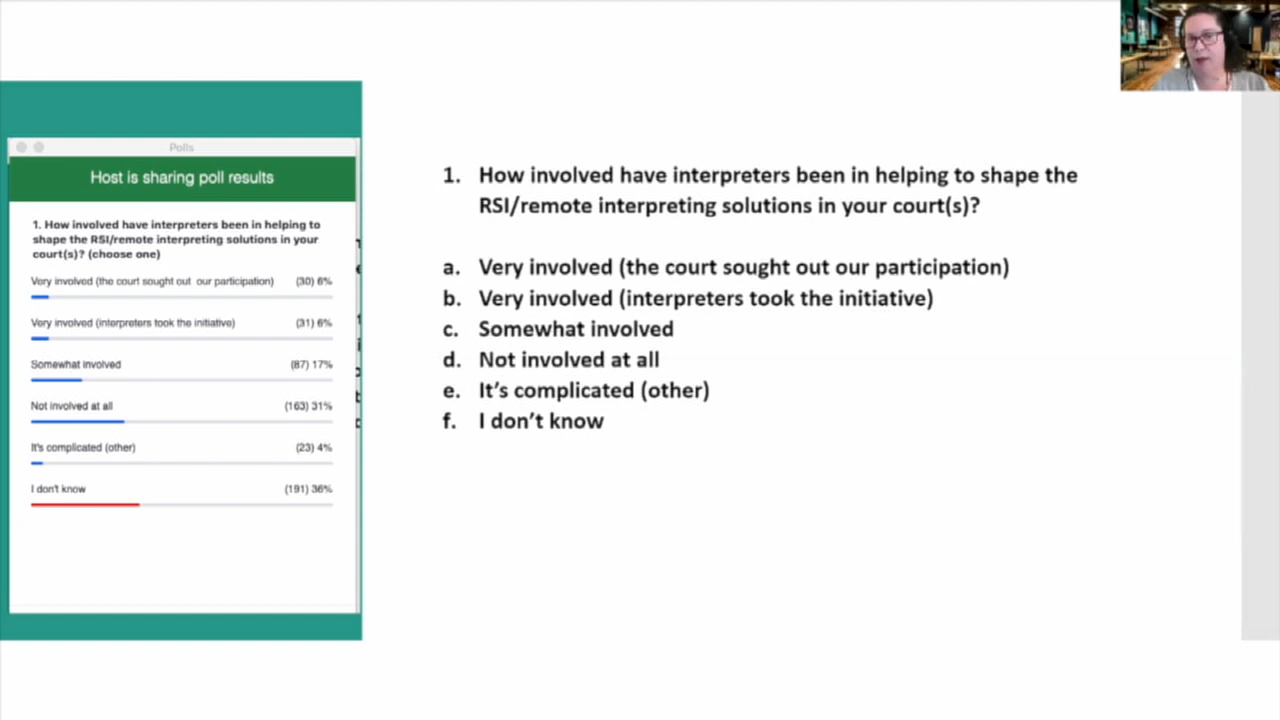 Polls
Host is sharing poll results
1. How involved have interpreters been in helping to
shape the RSI/remote interpreting solutions in your
court(s)? (choose one)
Very involved (the court sought out our participation) (30) 6%
Very involved (interpreters took the initiative) (31) 6%
Somewhat involved (87) 17%
Not involved at all (163) 31%
It's complicated (other) (23) 4%
I don't know (191) 36%
1. How involved have interpreters been in helping to shape the
RSI/remote interpreting solutions in your court(s)?
a. Very involved (the court sought out our participation)
b. Very involved (interpreters took the initiative)
c. Somewhat involved
d. Not involved at all
e. It’s complicated (other)
f. I don’t know